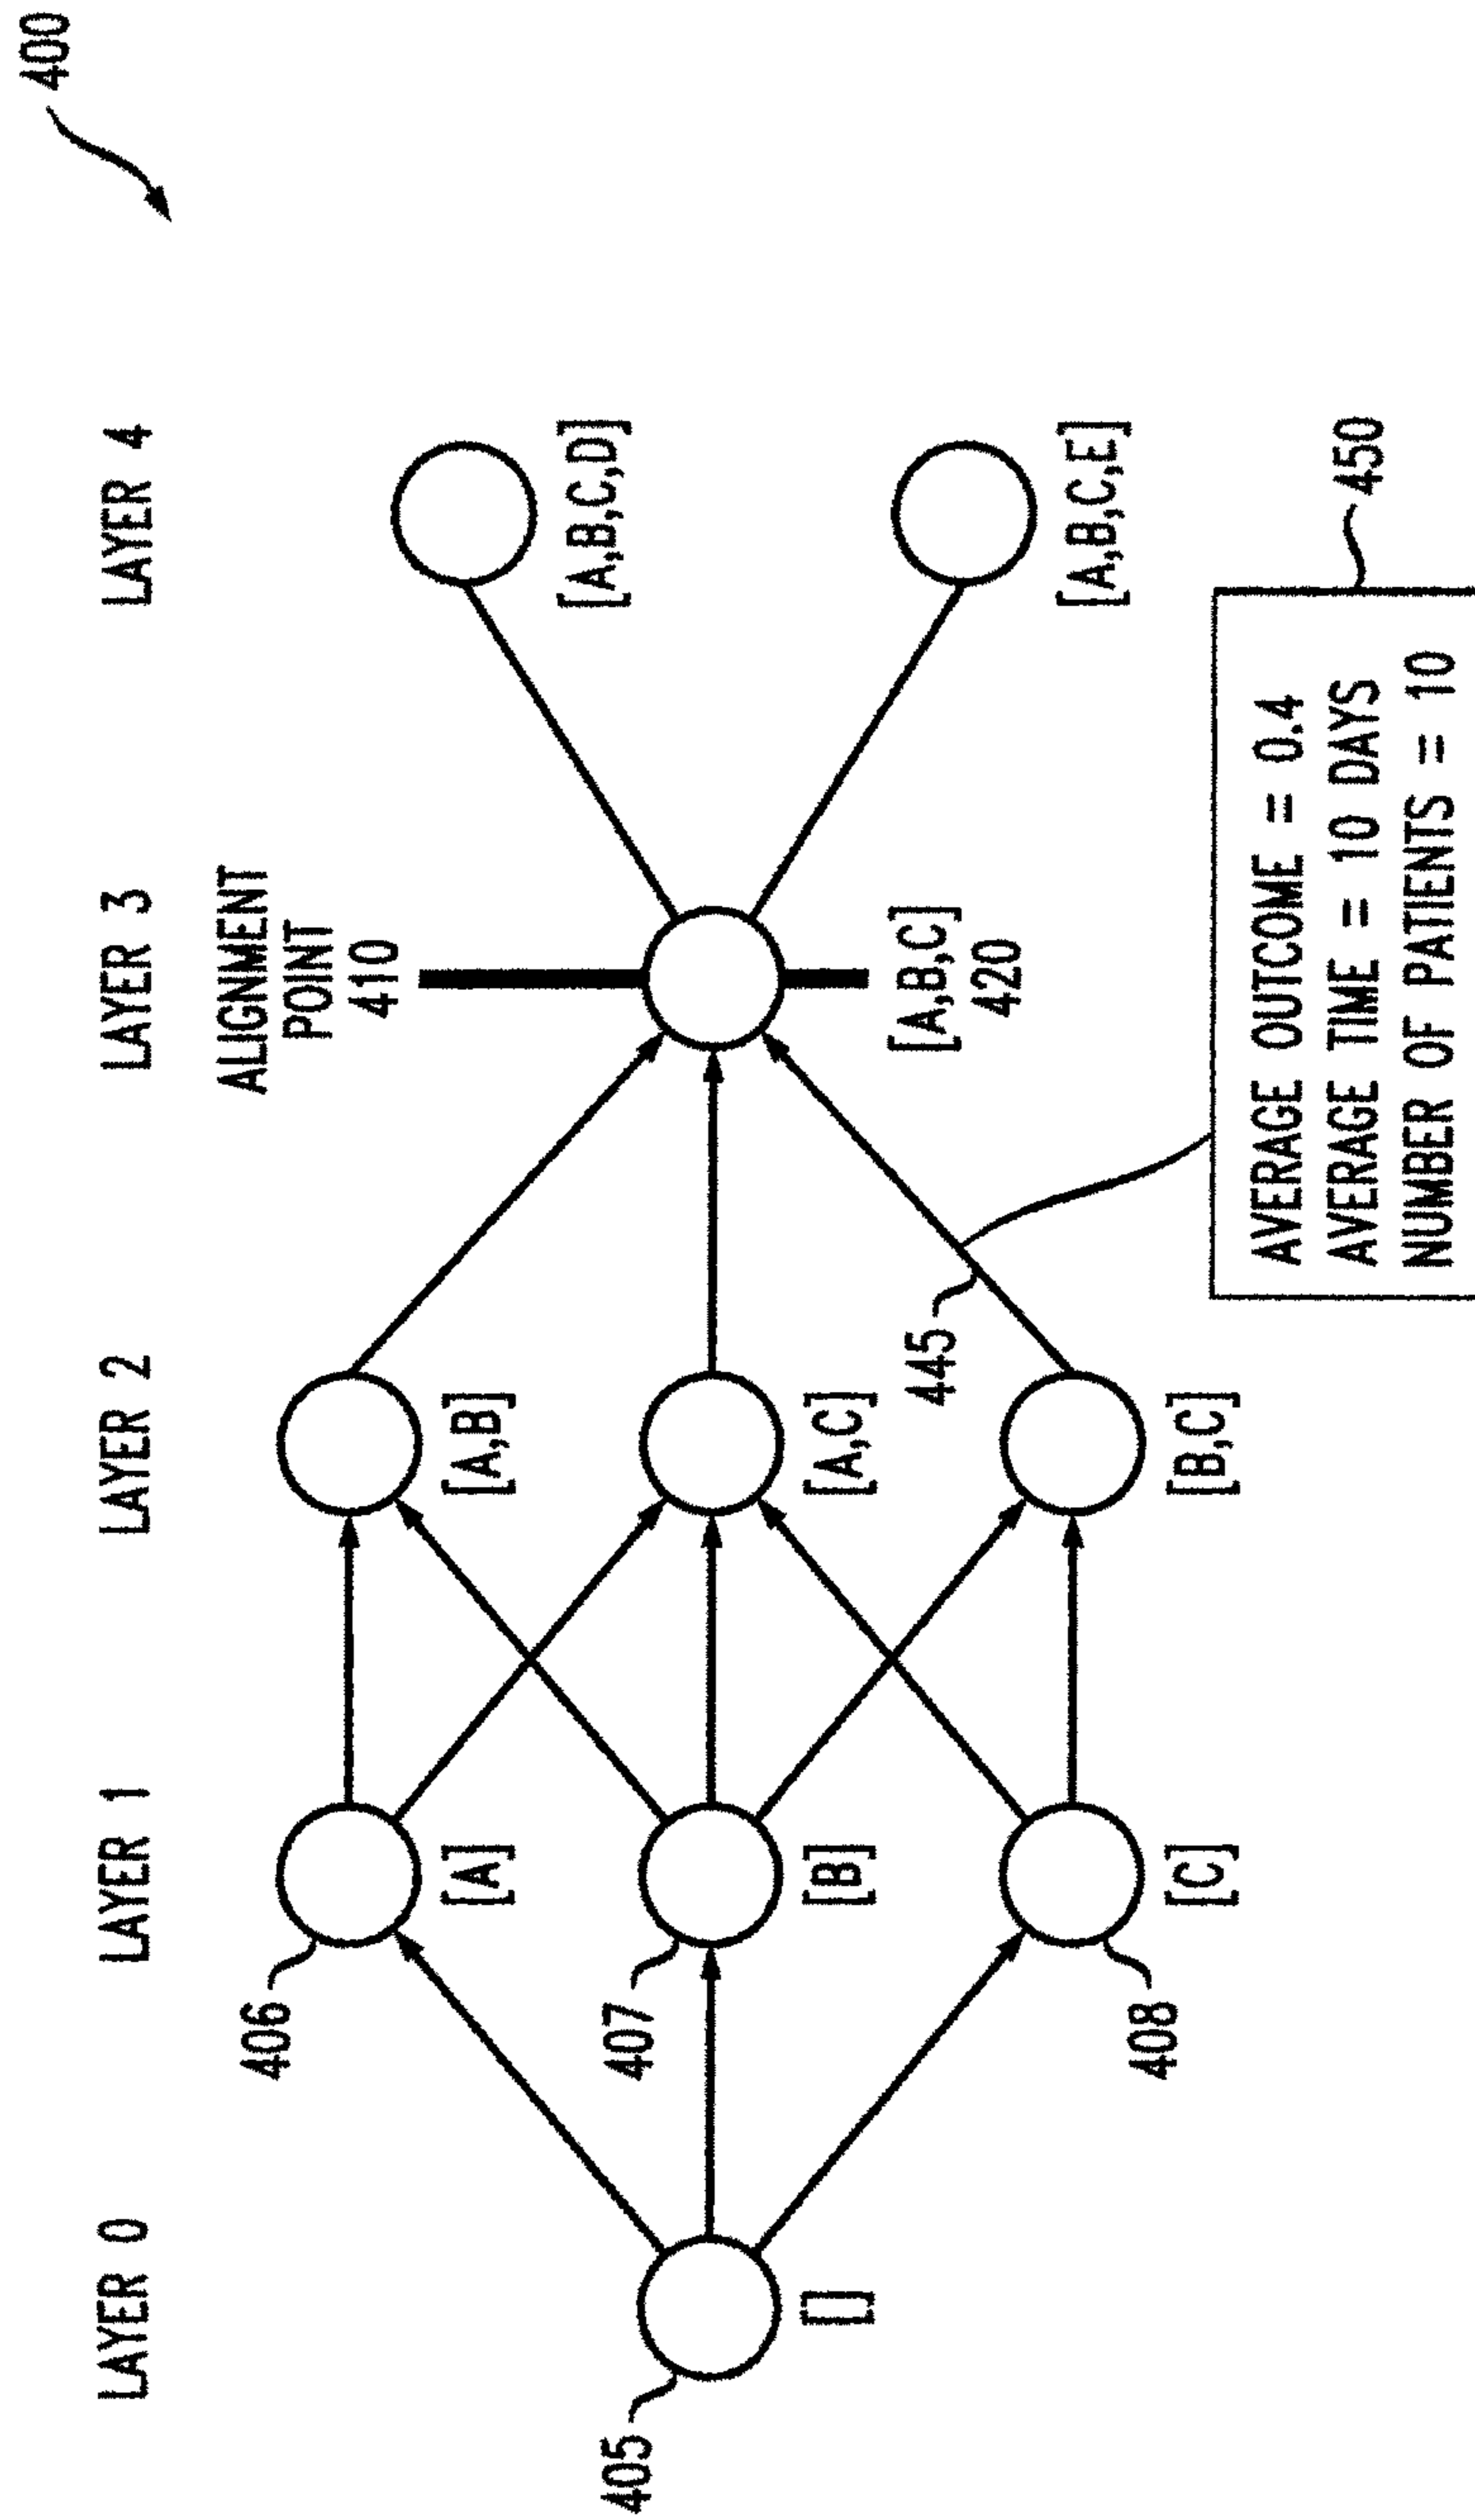 400
LAYER 0
LAYER 1
LAYER 2
LAYER 3
LAYER 4
ALIGNMENT
POINT
410
406
[A]
[A,B]
[A,B,C,D]
405
[]
407
[B]
[A,C]
[A,B,C]
420
445
[A,B,C,E]
408
[C]
[B,C]
450
AVERAGE OUTCOME = 0.4
AVERAGE TIME = 10 DAYS
NUMBER OF PATIENTS = 10